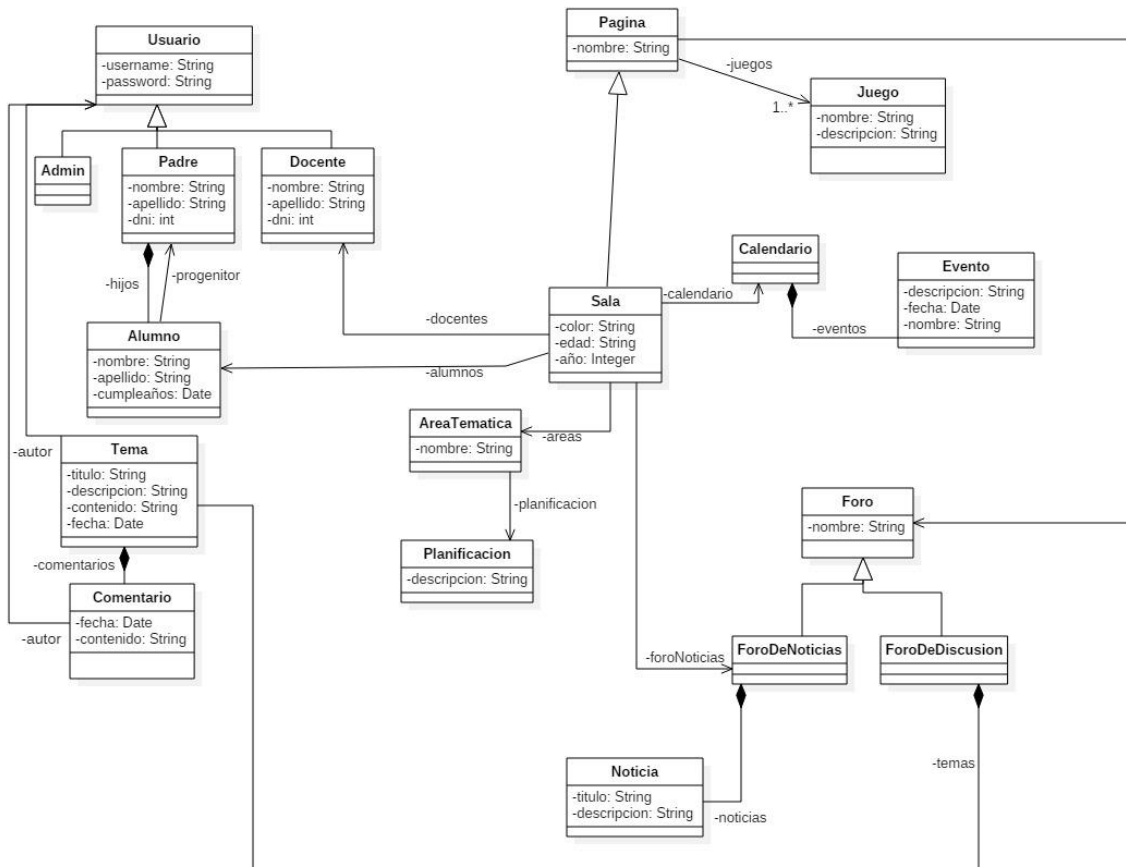 Usuario
-username: String
-password: String
Admin
Padre
-nombre: String
-apellido: String
-dni: int
Docente
-nombre: String
-apellido: String
-dni: int
-hijos
-progenitor
Alumno
-nombre: String
-apellido: String
-cumpleaños: Date
-autor
Tema
-titulo: String
-descripcion: String
-contenido: String
-fecha: Date
-comentarios
Comentario
-fecha: Date
-contenido: String
-autor
Pagina
-nombre: String
-juegos
1..*
Juego
-nombre: String
-descripcion: String
Sala
-color: String
-edad: String
-año: Integer
-docentes
-alumnos
-calendario
Calendario
-eventos
Evento
-descripcion: String
-fecha: Date
-nombre: String
AreaTematica
-nombre: String
-areas
-planificacion
Planificacion
-descripcion: String
Foro
-nombre: String
-foroNoticias
ForoDeNoticias
ForoDeDiscusion
-temas
Noticia
-titulo: String
-descripcion: String
-noticias